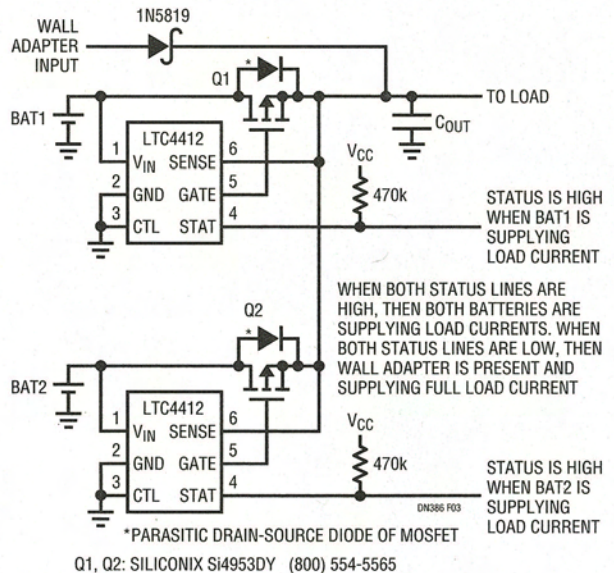 1N5819
WALL
ADAPTER
INPUT
*
Q1
TO LOAD
BAT1
COUT
LTC4412
1
VIN
SENSE
6
2
GND
GATE
5
3
CTL
STAT
4
VCC
470k
STATUS IS HIGH
WHEN BAT1 IS
SUPPLYING
LOAD CURRENT
WHEN BOTH STATUS LINES ARE
HIGH, THEN BOTH BATTERIES ARE
SUPPLYING LOAD CURRENTS. WHEN
BOTH STATUS LINES ARE LOW, THEN
WALL ADAPTER IS PRESENT AND
SUPPLYING FULL LOAD CURRENT
Q2
*
BAT2
LTC4412
1
VIN
SENSE
6
2
GND
GATE
5
3
CTL
STAT
4
VCC
470k
DN386 F03
STATUS IS HIGH
WHEN BAT2 IS
SUPPLYING
LOAD CURRENT
*PARASITIC DRAIN-SOURCE DIODE OF MOSFET
Q1, Q2: SILICONIX Si4953DY (800) 554-5565